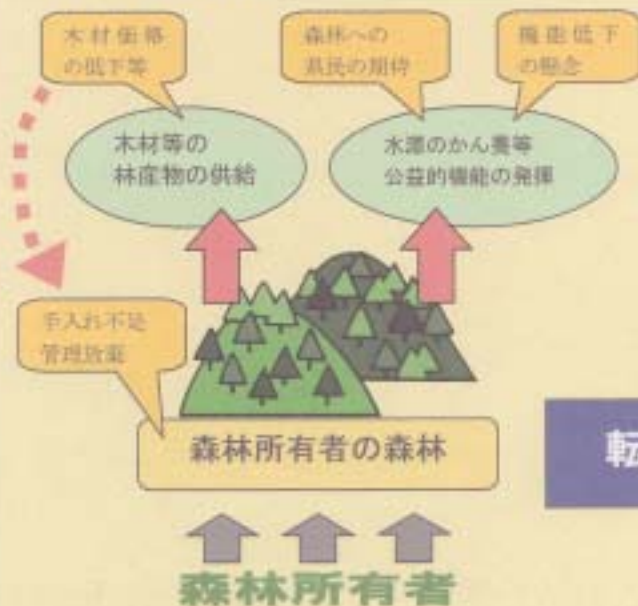 木材価格
の低下等
森林への
県民の期待
機能低下
の懸念
木材等の
林産物の供給
水源のかん養等
公益的機能の発揮
手入れ不足
管理放棄
森林所有者の森林
転
森林所有者